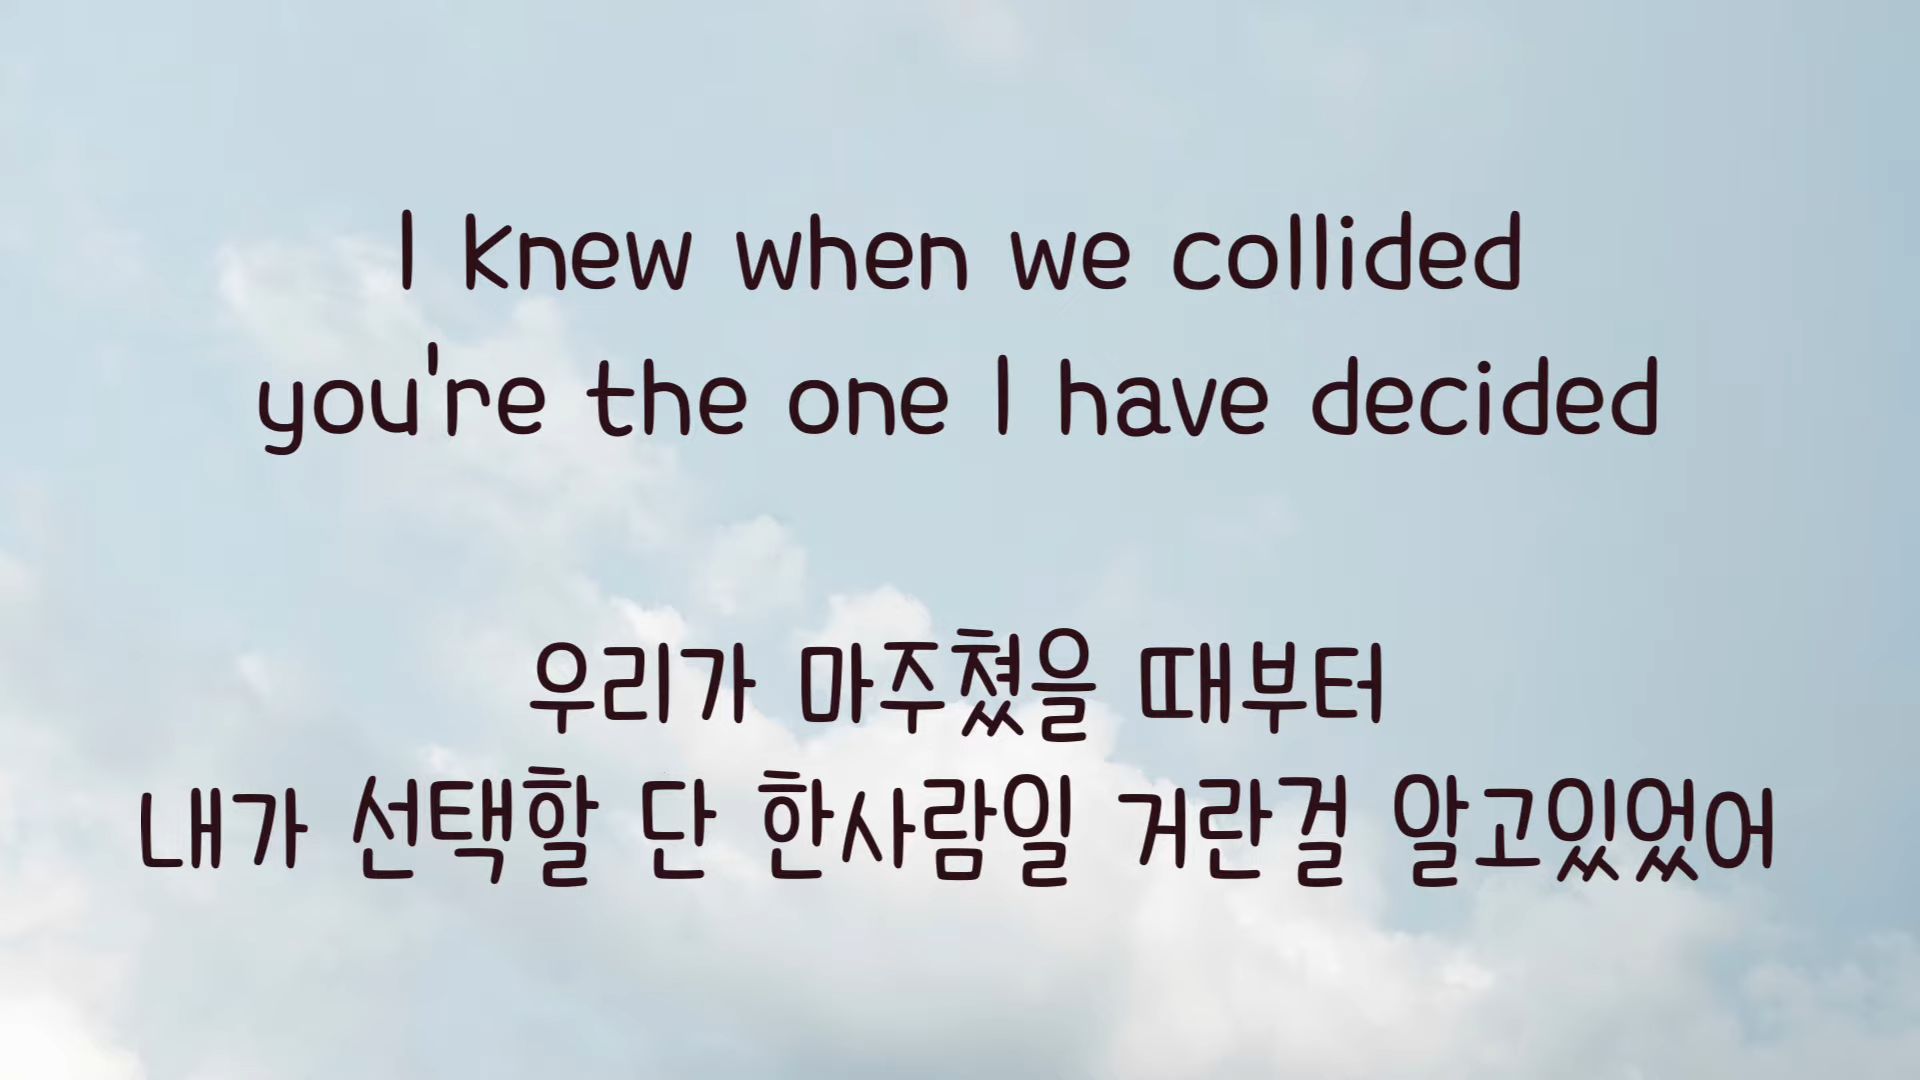 I knew when we collided
you're the one I have decided
우리가 마주쳤을 때부터
내가 선택할 단 한사람일 거란걸 알고있었어